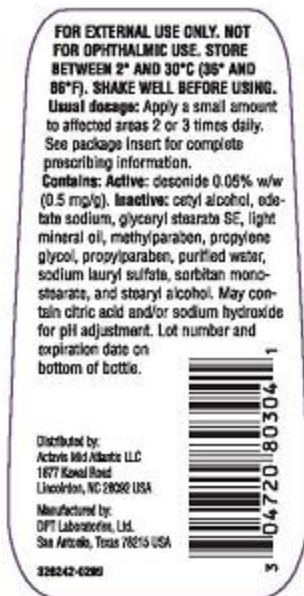 FOR EXTERNAL USE ONLY. NOT
FOR OPHTHALMIC USE. STORE
BETWEEN 2° AND 30°C (36° AND
86°F). SHAKE WELL BEFORE USING.
Usual dosage: Apply a small amount
to affected areas 2 or 3 times daily.
See package insert for complete
prescribing information.
Contains: Active: desonide 0.05% w/w
(0.5 mg/g). Inactive: cetyl alcohol, ede-
tate sodium, glyceryl stearate SE, light
mineral oil, methylparaben, propylene
glycol, propylparaben, purified water,
sodium lauryl sulfate, sorbitan mono-
stearate, and stearyl alcohol. May con-
tain citric acid and/or sodium hydroxide
for pH adjustment. Lot number and
expiration date on
bottom of bottle.
Distributed by:
Actavis Mid Atlantic LLC
1877 Kawai Road
Lincolnton, NC 28092 USA
Manufactured by:
DPT Laboratories, Ltd.
San Antonio, Texas 78215 USA
326242-0299
3 04720 80304 1